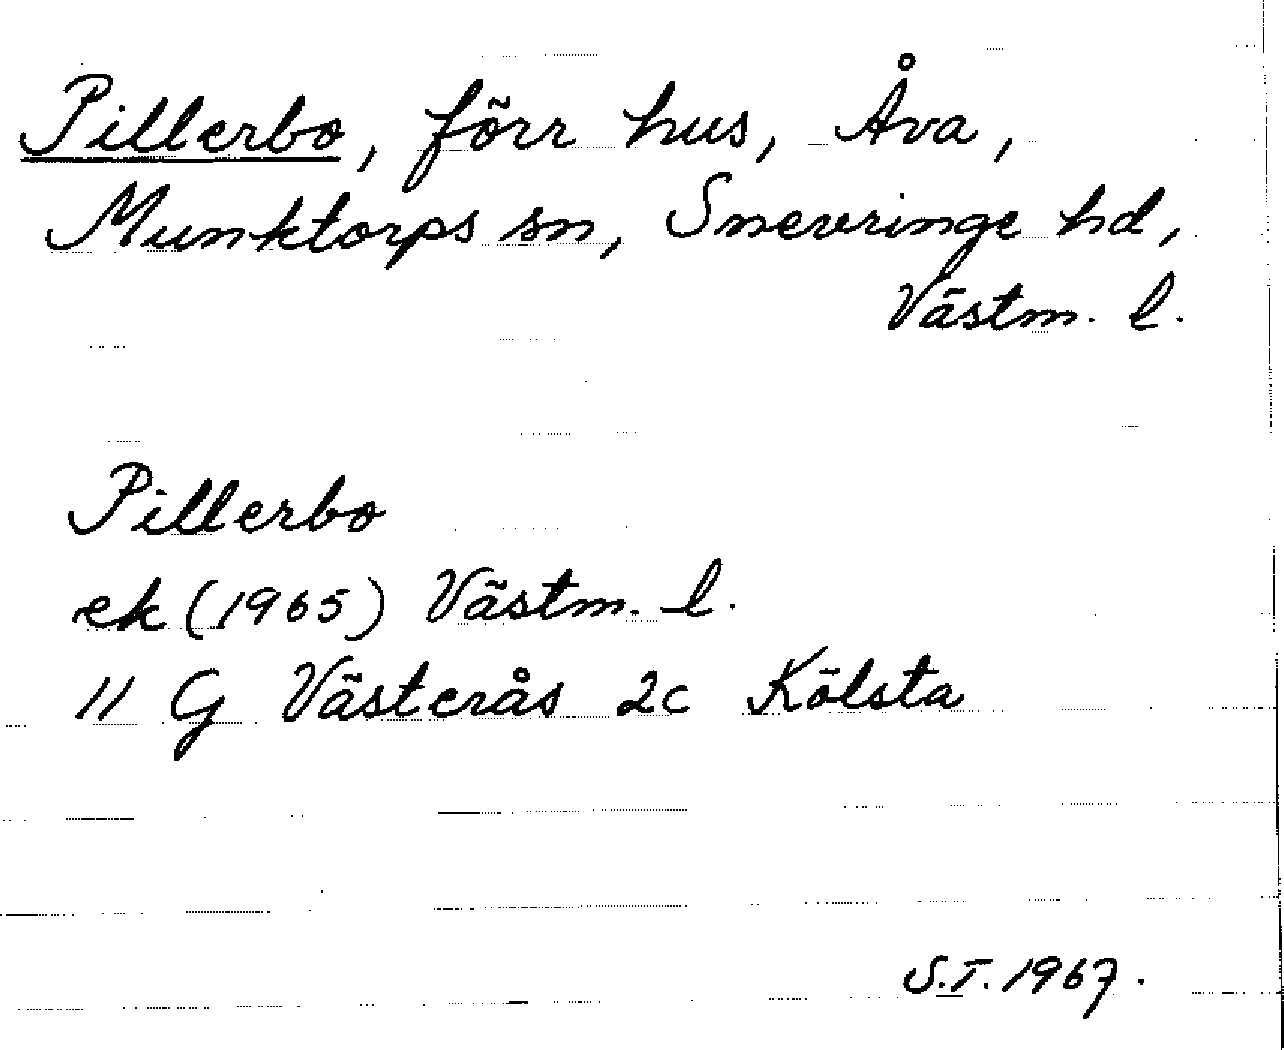 Pillerbo, förr hus, Åva,
Munktorps sn, Snevringe hd,
Västm. l.
Pillerbo
ek (1965) Västm. l.
11 G Västerås 2c Kölsta
S.T. 1967.